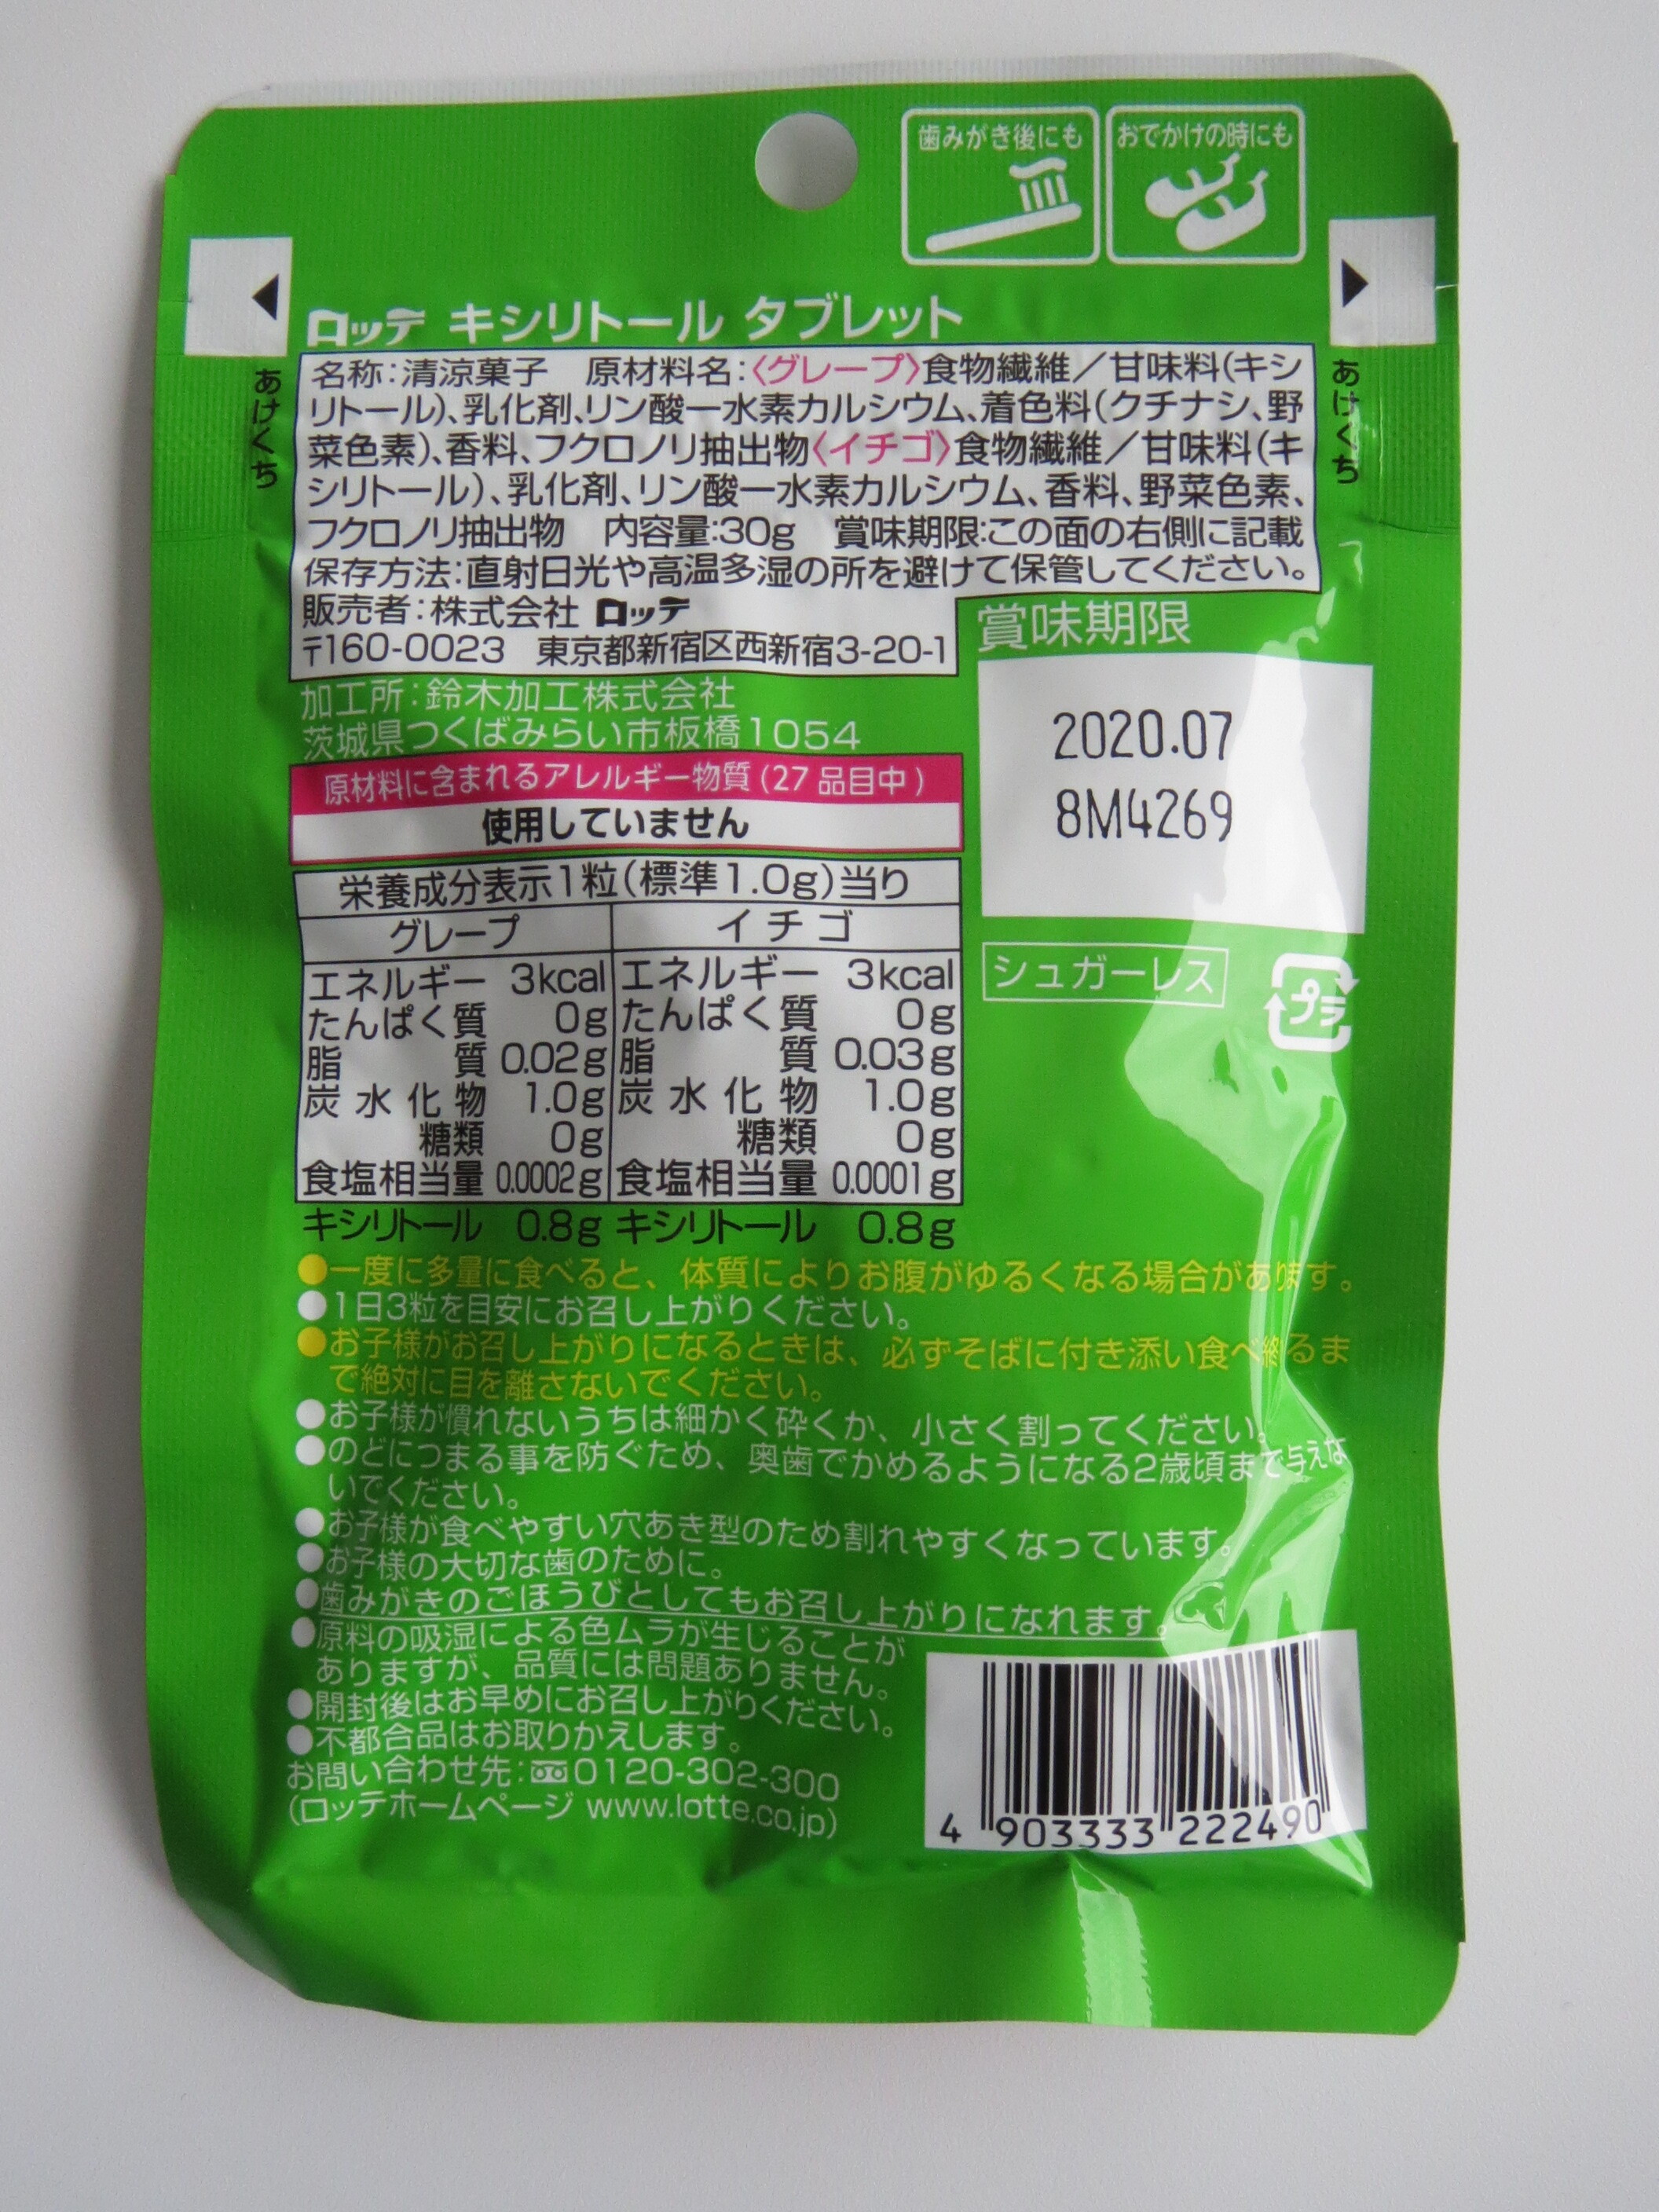 歯みがき後にも
おでかけの時にも
あけくち
あけくち
ロッテ キシリトール タブレット
名称:清涼菓子 原材料名:〈グレープ〉食物繊維/甘味料(キシ
リトール)、乳化剤、リン酸一水素カルシウム、着色料(クチナシ、野
菜色素)、香料、フクロノリ抽出物〈イチゴ〉食物繊維/甘味料(キ
シリトール)、乳化剤、リン酸一水素カルシウム、香料、野菜色素、
フクロノリ抽出物 内容量:30g 賞味期限:この面の右側に記載
保存方法:直射日光や高温多湿の所を避けて保管してください。
販売者:株式会社 ロッテ
〒160-0023 東京都新宿区西新宿3-20-1
賞味期限
2020.07
8M4269
加工所:鈴木加工株式会社
茨城県つくばみらい市板橋1054
原材料に含まれるアレルギー物質(27品目中)
使用していません
シュガーレス
プラ
栄養成分表示1粒(標準1.0g)当り
グレープ イチゴ
エネルギー 3kcal エネルギー 3kcal
たんぱく質 0g たんぱく質 0g
脂質 0.02g 脂質 0.03g
炭水化物 1.0g 炭水化物 1.0g
糖類 0g 糖類 0g
食塩相当量 0.0002g 食塩相当量 0.0001g
キシリトール 0.8g キシリトール 0.8g
●一度に多量に食べると、体質によりお腹がゆるくなる場合があります。
●1日3粒を目安にお召し上がりください。
●お子様がお召し上がりになるときは、必ずそばに付き添い食べ終るま
で絶対に目を離さないでください。
●お子様が慣れないうちは細かく砕くか、小さく割ってください。
●のどにつまる事を防ぐため、奥歯でかめるようになる2歳頃まで与えな
いでください。
●お子様が食べやすい穴あき型のため割れやすくなっています。
●お子様の大切な歯のために。
●歯みがきのごほうびとしてもお召し上がりになれます。
●原料の吸湿による色ムラが生じることが
ありますが、品質には問題ありません。
●開封後はお早めにお召し上がりください。
●不都合品はお取りかえします。
お問い合わせ先:0120-302-300
(ロッテホームページ www.lotte.co.jp)
4 903333 222490